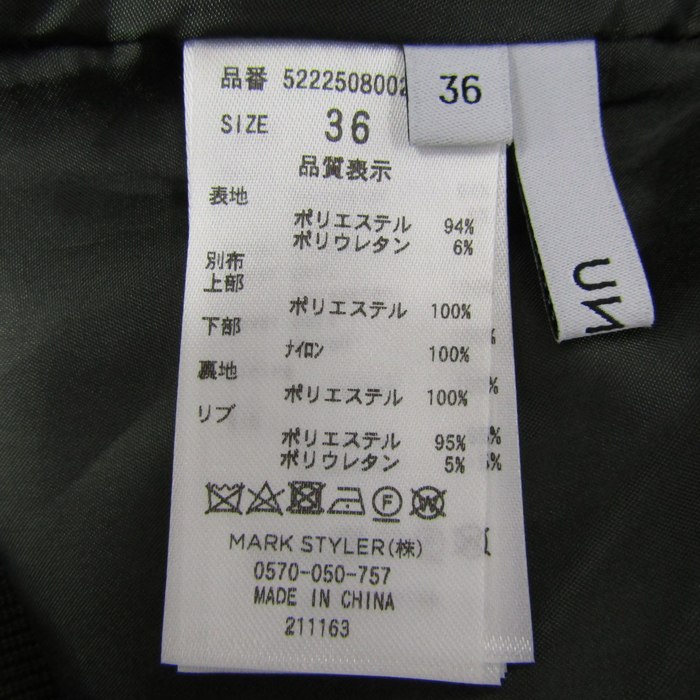 品番 5222508002
36
SIZE 36
品質表示
表地
ポリエステル 94%
ポリウレタン 6%
別布
上部
ポリエステル 100%
下部
ナイロン 100%
裏地
ポリエステル 100%
リブ
ポリエステル 95%
ポリウレタン 5%
MARK STYLER(株)
0570-050-757
MADE IN CHINA
211163